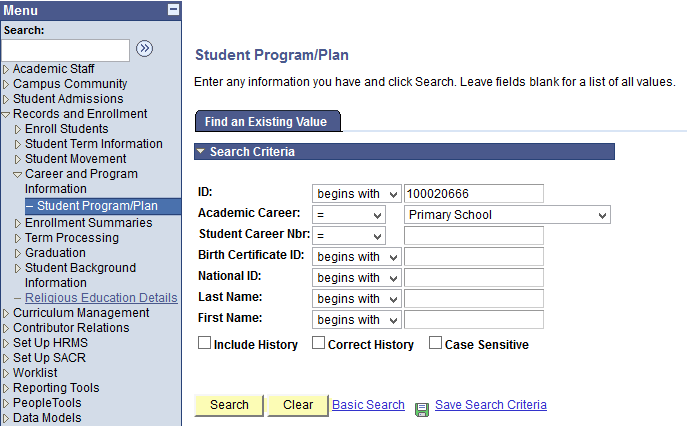 Menu
Search:
Academic Staff
Campus Community
Student Admissions
Records and Enrollment
Enroll Students
Student Term Information
Student Movement
Career and Program
Information
Student Program/Plan
Enrollment Summaries
Term Processing
Graduation
Student Background
Information
Religious Education Details
Curriculum Management
Contributor Relations
Set Up HRMS
Set Up SACR
Worklist
Reporting Tools
PeopleTools
Data Models
Student Program/Plan
Enter any information you have and click Search. Leave fields blank for a list of all values.
Find an Existing Value
Search Criteria
ID: begins with 100020666
Academic Career: = Primary School
Student Career Nbr: =
Birth Certificate ID: begins with
National ID: begins with
Last Name: begins with
First Name: begins with
Include History Correct History Case Sensitive
Search Clear Basic Search Save Search Criteria